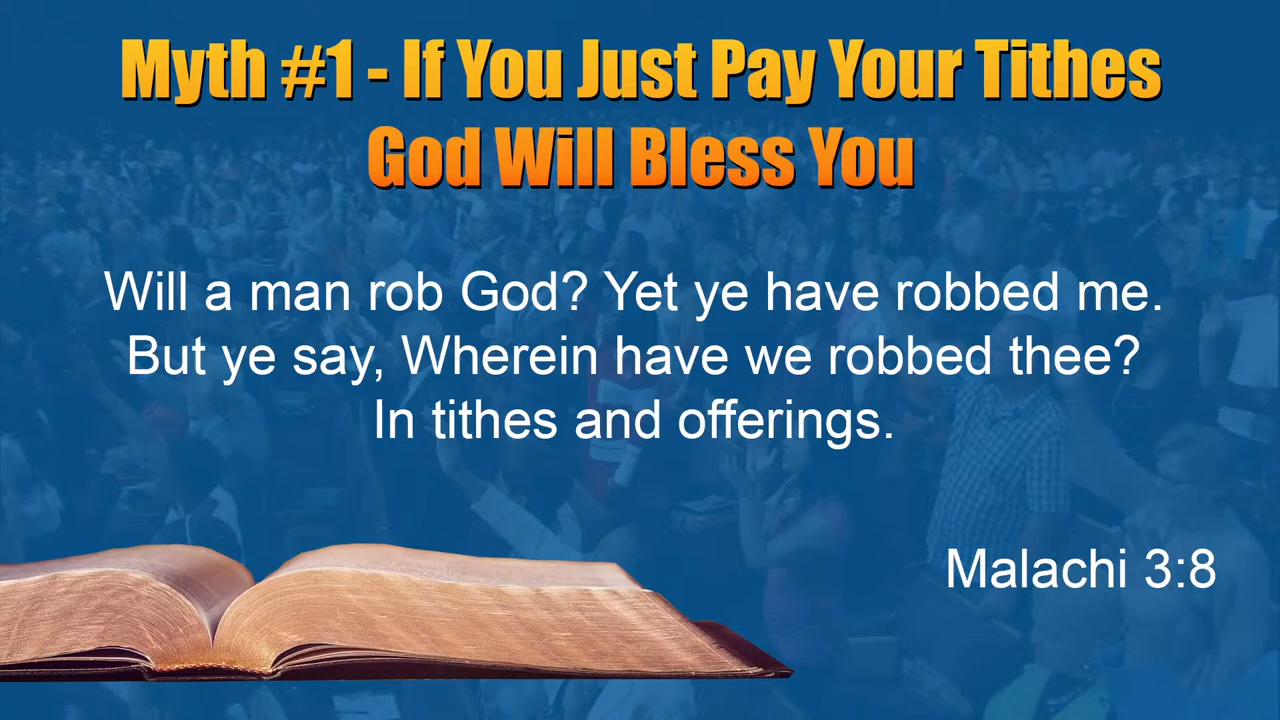 Myth #1 - If You Just Pay Your Tithes
God Will Bless You
Will a man rob God? Yet ye have robbed me.
But ye say, Wherein have we robbed thee?
In tithes and offerings.
Malachi 3:8